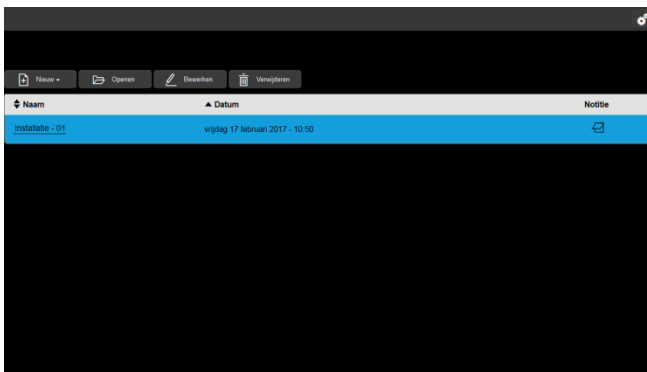 Nieuw Openen Bewerken Verwijderen
Naam Datum Notitie
Installatie - 01 vrijdag 17 februari 2017 - 10:50